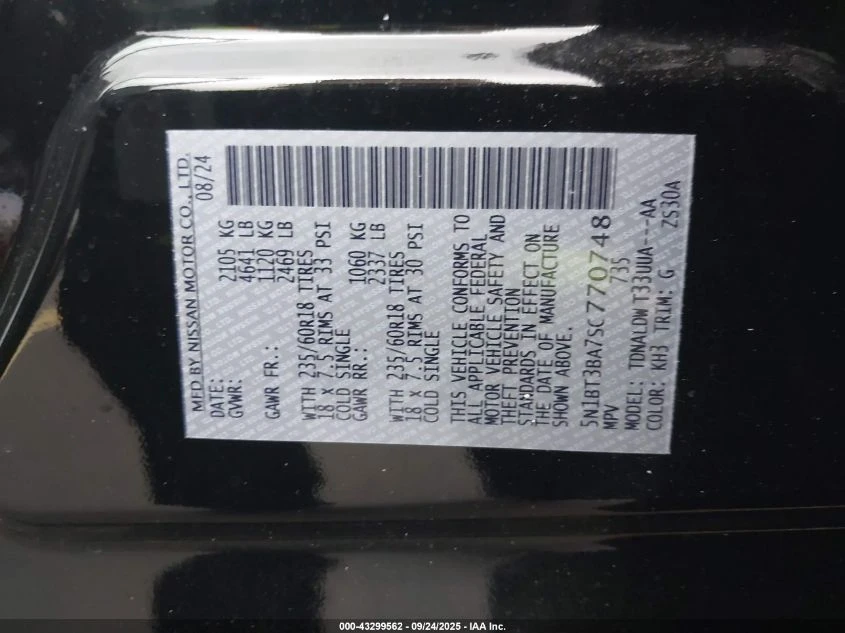 MFD BY NISSAN MOTOR CO., LTD.
DATE: 08/24
GVWR: 2105 KG
4641 LB
GAWR FR.: 1120 KG
2469 LB
WITH 235/60R18 TIRES
18 X 7.5 RIMS AT 33 PSI
COLD SINGLE
GAWR RR.: 1060 KG
2337 LB
WITH 235/60R18 TIRES
18 X 7.5 RIMS AT 30 PSI
COLD SINGLE
THIS VEHICLE CONFORMS TO
ALL APPLICABLE FEDERAL
MOTOR VEHICLE SAFETY AND
THEFT PREVENTION
STANDARDS IN EFFECT ON
THE DATE OF MANUFACTURE
SHOWN ABOVE.
5N1BT3BA7SC770748
MPV 735
MODEL: TDNALDW T33UUA---AA
COLOR: KH3 TRIM: G ZS30A
000-43299562 - 09/24/2025 - IAA Inc.